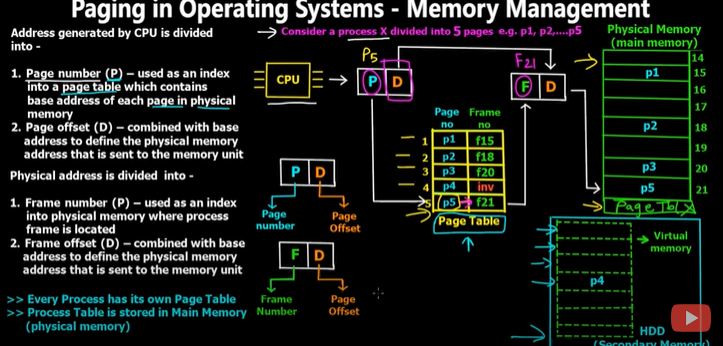 Paging in Operating Systems - Memory Management
Address generated by CPU is divided
into -
1. Page number (P) – used as an index
into a page table which contains
base address of each page in physical
memory
2. Page offset (D) – combined with base
address to define the physical memory
address that is sent to the memory unit
Physical address is divided into -
1. Frame number (P) - used as an index
into physical memory where process
frame is located
2. Frame offset (D) – combined with base
address to define the physical memory
address that is sent to the memory unit
>> Every Process has its own Page Table
>> Process Table is stored in Main Memory
(physical memory)
Consider a process X divided into 5 pages e.g. p1, p2,....p5
CPU
P5
P D
F21
F D
Page no Frame no
1 p1 f15
2 p2 f18
3 p3 f20
4 p4 inv
5 p5 f21
Page Table
P D
Page number
Page Offset
F D
Frame Number
Page Offset
Physical Memory
(main memory)
14
p1 15
16
17
p2 18
19
p3 20
p5 21
Page Tbl X
Virtual memory
p4
HDD
(Secondary Memory)